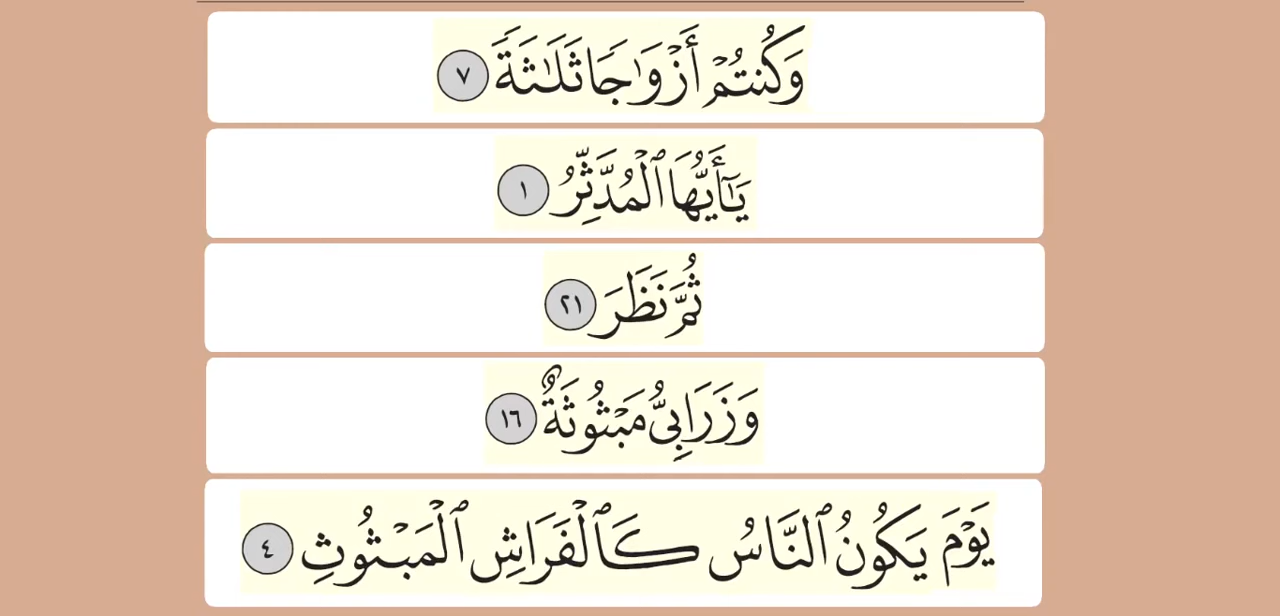 وَكُنتُمْ أَزْوَٰجًا ثَلَٰثَةً ٧
يَٰٓأَيُّهَا ٱلْمُدَّثِّرُ ١
ثُمَّ نَظَرَ ٢١
وَزَرَابِىُّ مَبْثُوثَةٌ ١٦
يَوْمَ يَكُونُ ٱلنَّاسُ كَٱلْفَرَاشِ ٱلْمَبْثُوثِ ٤